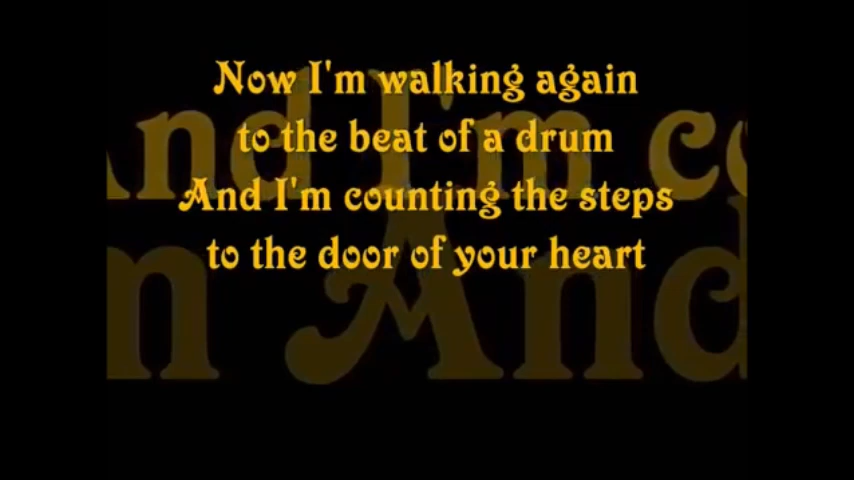 Now I'm walking again
to the beat of a drum
And I'm counting the steps
to the door of your heart